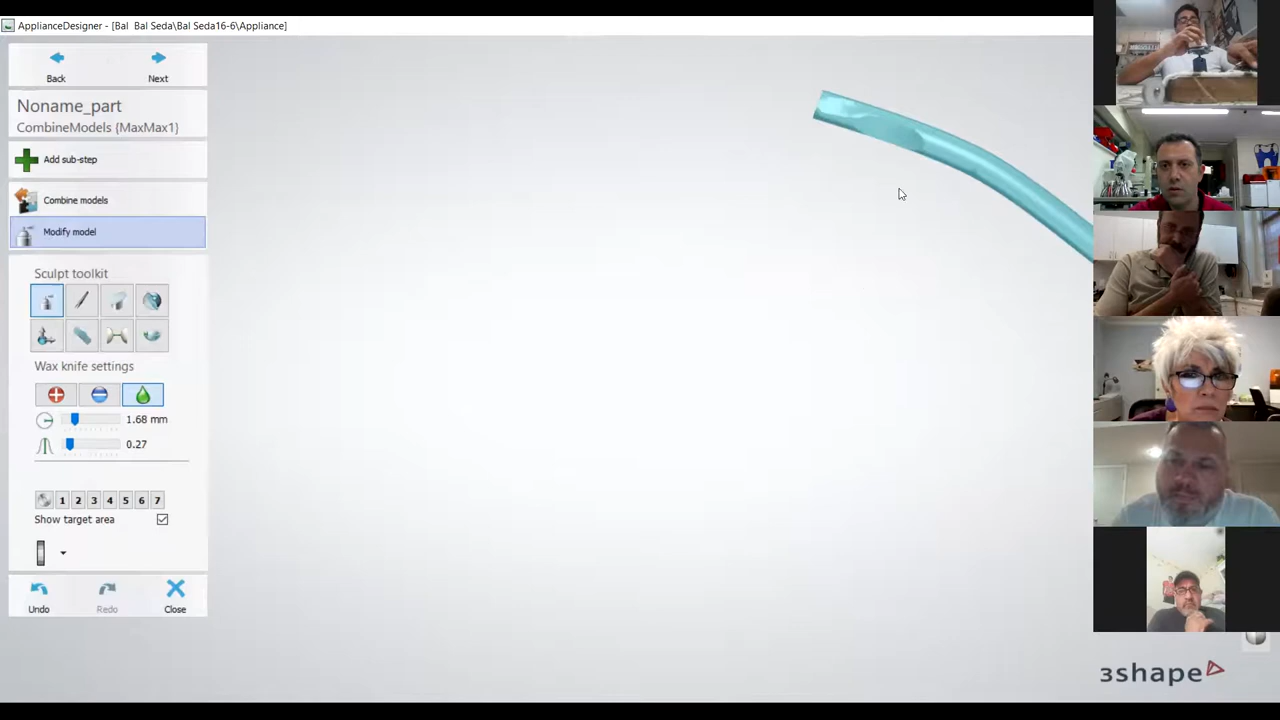 ApplianceDesigner - [Bal  Bal Seda\Bal Seda16-6\Appliance]
Back
Next
Noname_part
CombineModels {MaxMax1}
Add sub-step
Combine models
Modify model
Sculpt toolkit
Wax knife settings
1.68 mm
0.27
1 2 3 4 5 6 7
Show target area
Undo
Redo
Close
3shape